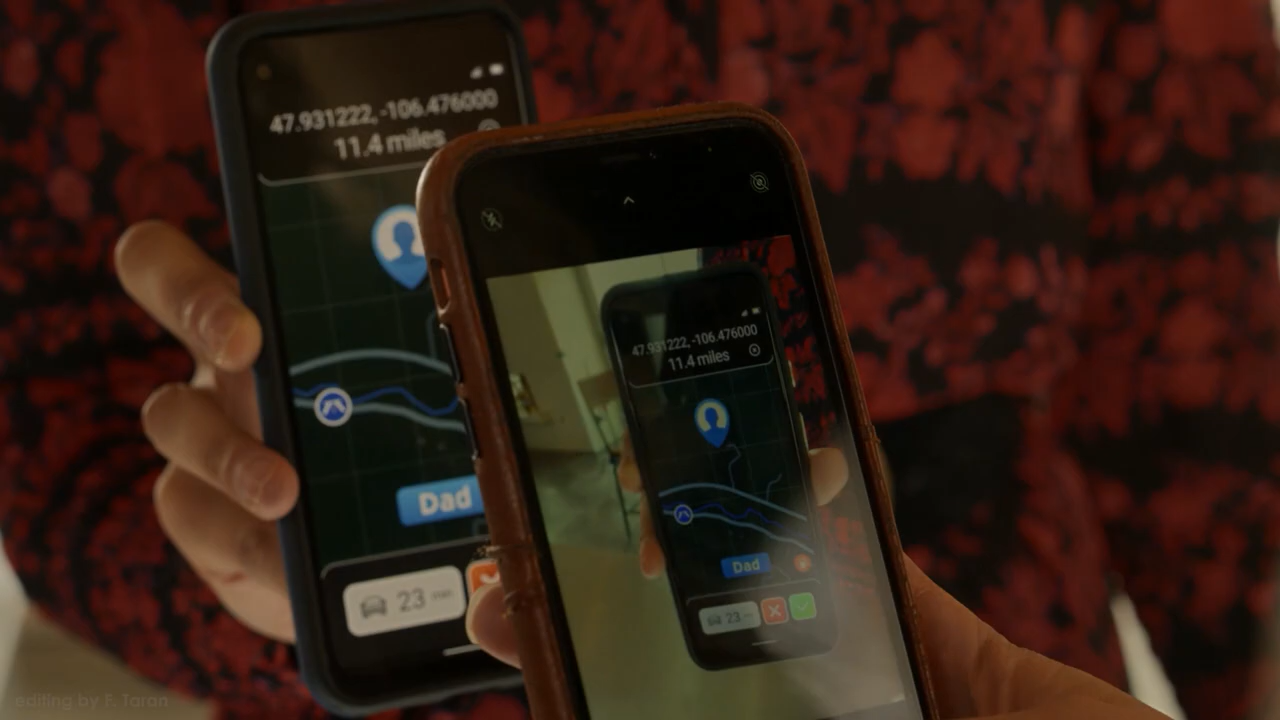 47.931222, -106.476000
11.4 miles
Dad
23 min
47.931222, -106.476000
11.4 miles
Dad
23
editing by F. Taran